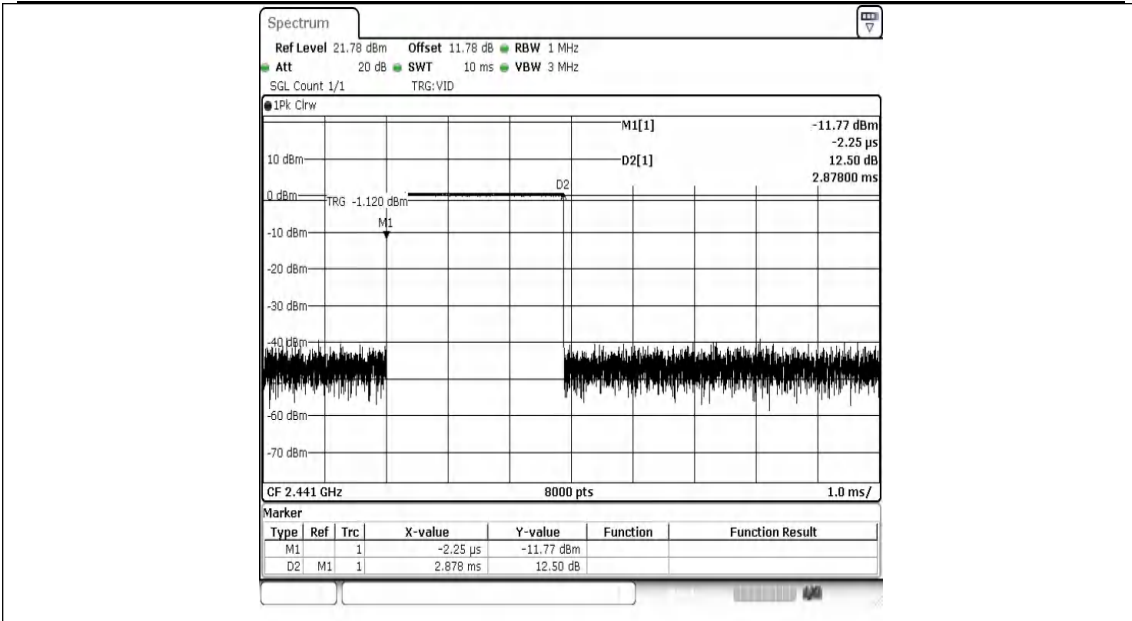 Spectrum
Ref Level 21.78 dBm Offset 11.78 dB RBW 1 MHz
Att 20 dB SWT 10 ms VBW 3 MHz
SGL Count 1/1 TRG:VID
1Pk Clrw
M1[1] -11.77 dBm
-2.25 µs
10 dBm D2[1] 12.50 dB
2.87800 ms
D2
0 dBm
TRG -1.120 dBm
M1
-10 dBm
-20 dBm
-30 dBm
-40 dBm
-60 dBm
-70 dBm
CF 2.441 GHz 8000 pts 1.0 ms/
Marker
Type Ref Trc X-value Y-value Function Function Result
M1 1 -2.25 µs -11.77 dBm
D2 M1 1 2.878 ms 12.50 dB